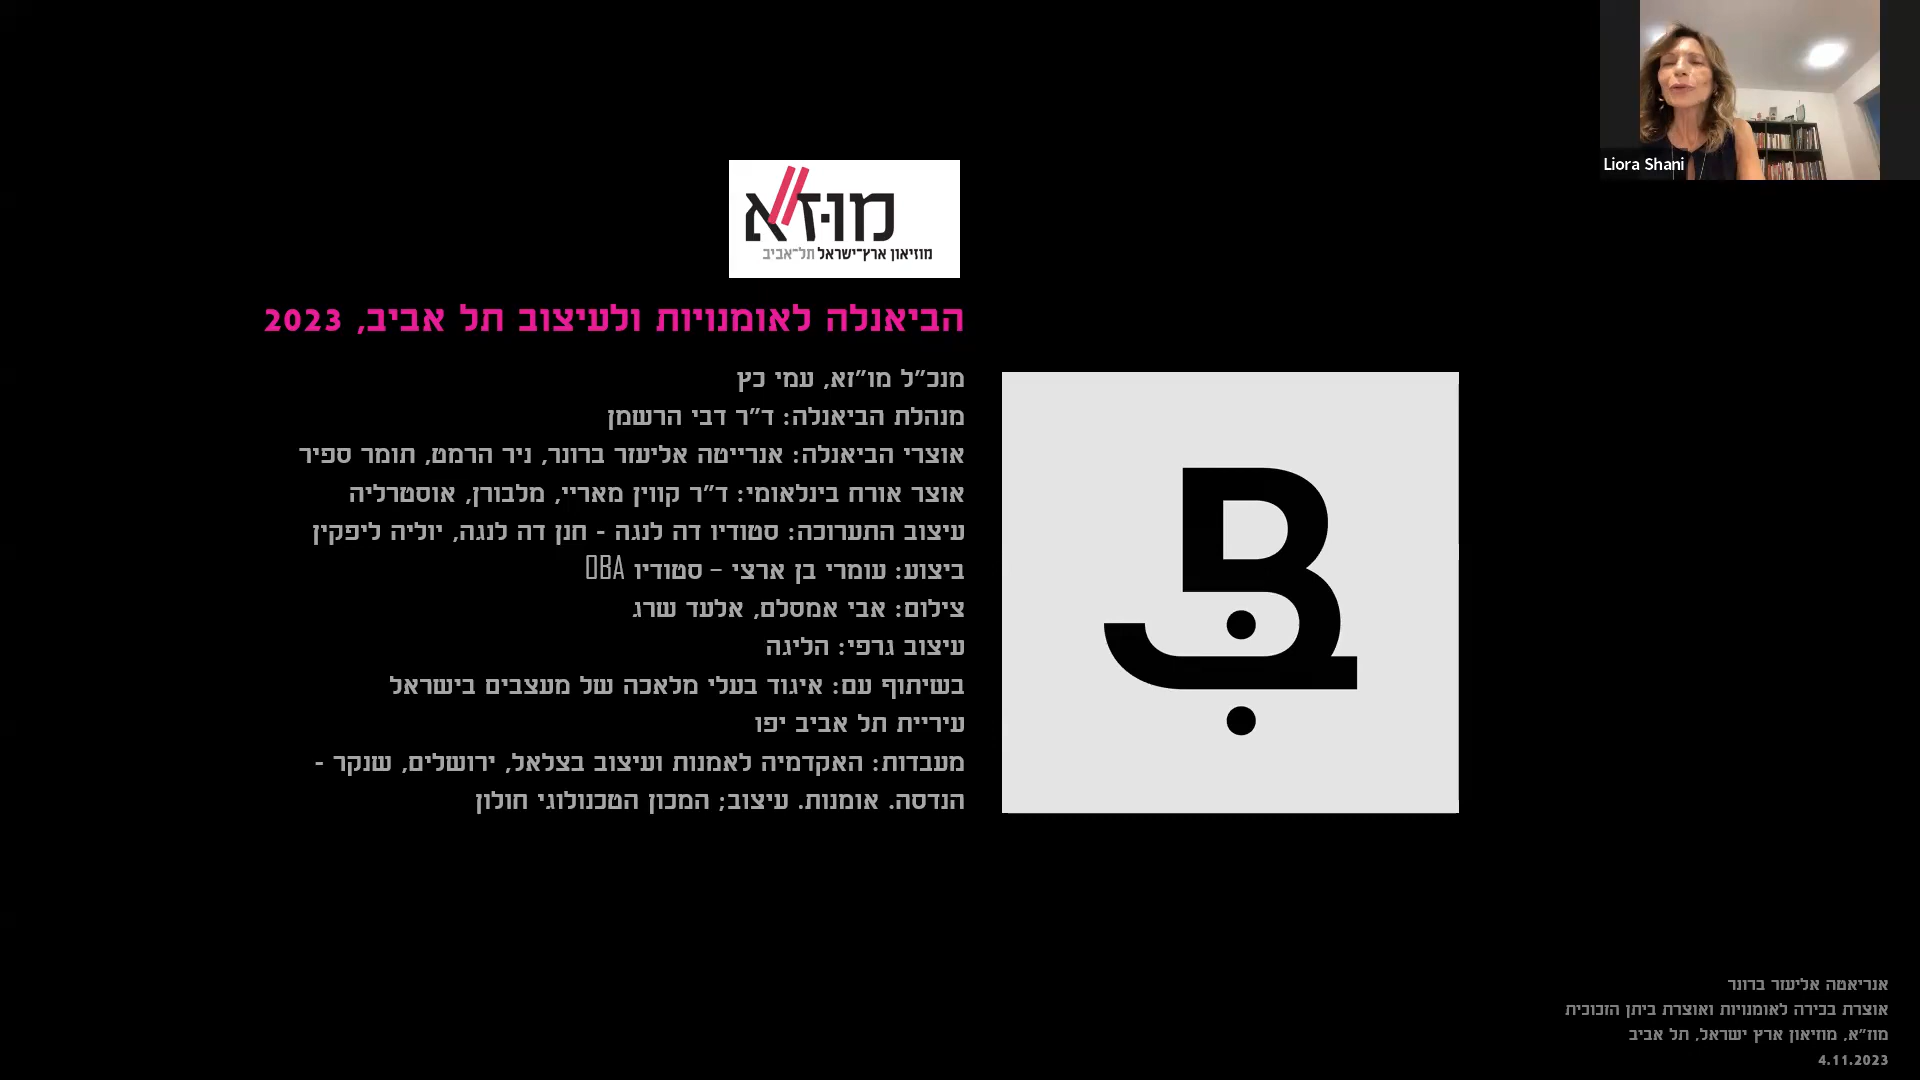 Liora Shani
מוזא
מוזיאון ארץ־ישראל תל־אביב
הביאנלה לאומנויות ולעיצוב תל אביב, 2023
מנכ"ל מו"זא, עמי כץ
מנהלת הביאנלה: ד"ר דבי הרשמן
אוצרי הביאנלה: אנרייטה אליעזר ברונר, ניר הרמט, תומר ספיר
אוצר אורח בינלאומי: ד"ר קווין מאריי, מלבורן, אוסטרליה
עיצוב התערוכה: סטודיו דה לנגה - חנן דה לנגה, יוליה ליפקין
ביצוע: עומרי בן ארצי – סטודיו OBA
צילום: אבי אמסלם, אלעד שרג
עיצוב גרפי: הליגה
בשיתוף עם: איגוד בעלי מלאכה של מעצבים בישראל
עיריית תל אביב יפו
מעבדות: האקדמיה לאמנות ועיצוב בצלאל, ירושלים, שנקר -
הנדסה. אומנות. עיצוב; המכון הטכנולוגי חולון
אנריאטה אליעזר ברונר
אוצרת בכירה לאומנויות ואוצרת ביתן הזכוכית
מוז"א, מוזיאון ארץ ישראל, תל אביב
4.11.2023